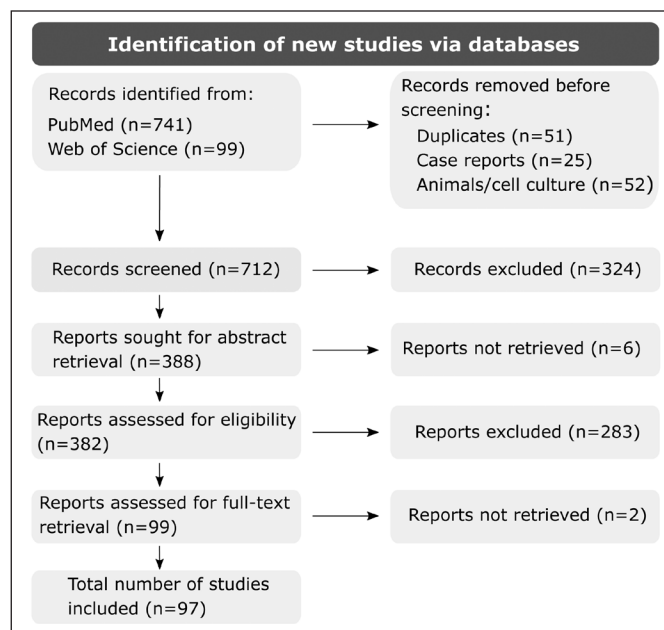 Identification of new studies via databases
Records identified from:
PubMed (n=741)
Web of Science (n=99)
Records removed before
screening:
Duplicates (n=51)
Case reports (n=25)
Animals/cell culture (n=52)
Records screened (n=712)
Records excluded (n=324)
Reports sought for abstract
retrieval (n=388)
Reports not retrieved (n=6)
Reports assessed for eligibility
(n=382)
Reports excluded (n=283)
Reports assessed for full-text
retrieval (n=99)
Reports not retrieved (n=2)
Total number of studies
included (n=97)